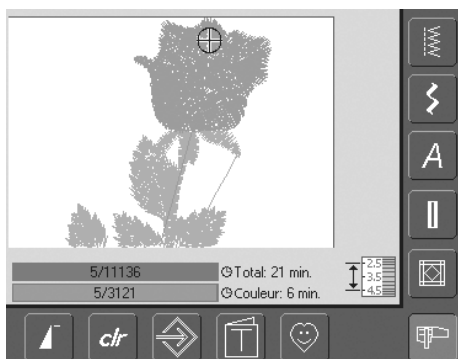 5/11136
Total: 21 min.
5/3121
Couleur: 6 min.
-2.5
-3.5
-4.5
A
clr
T